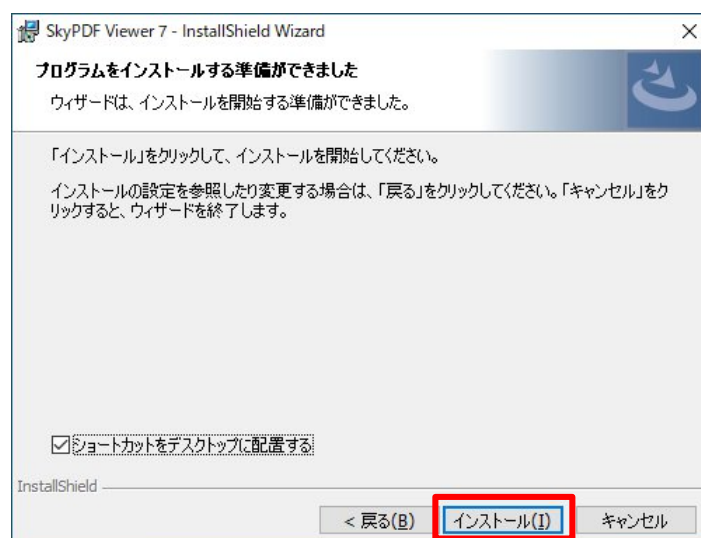 SkyPDF Viewer 7 - InstallShield Wizard
プログラムをインストールする準備ができました
ウィザードは、インストールを開始する準備ができました。
「インストール」をクリックして、インストールを開始してください。
インストールの設定を参照したり変更する場合は、「戻る」をクリックしてください。「キャンセル」をク
リックすると、ウィザードを終了します。
ショートカットをデスクトップに配置する
InstallShield
< 戻る(B) インストール(I) キャンセル